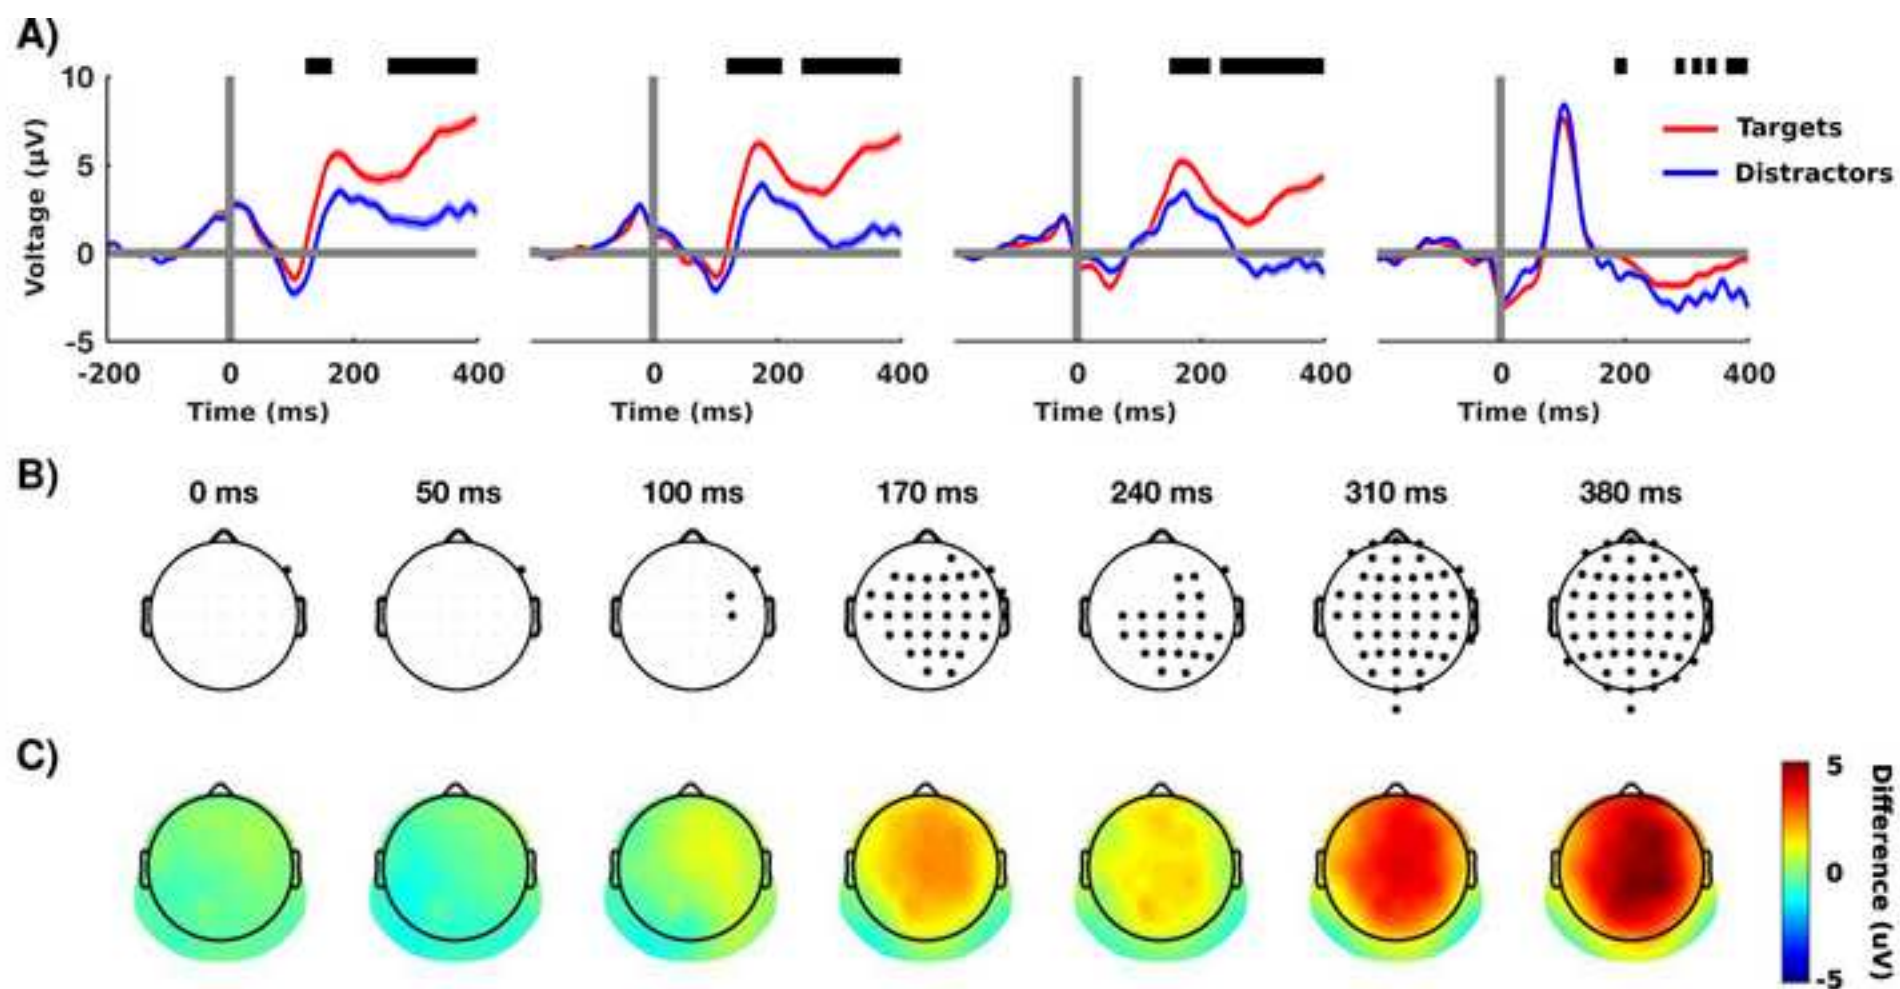 A)
10
5
0
-5
Voltage (µV)
-200 0 200 400
0 200 400
0 200 400
0 200 400
Time (ms) Time (ms) Time (ms) Time (ms)
Targets
Distractors
B)
0 ms 50 ms 100 ms 170 ms 240 ms 310 ms 380 ms
C)
5
0
-5
Difference (uV)